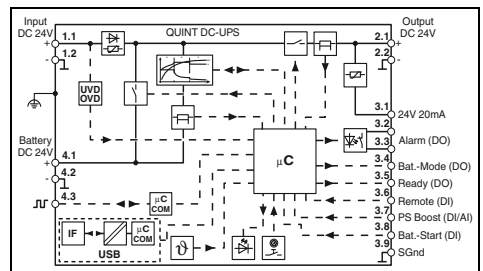 Input
DC 24V
QUINT DC-UPS
Output
DC 24V
+ 1.1
- 1.2
2.1 +
2.2 -
UVD
OVD
3.1 24V 20mA
3.2
3.3 Alarm (DO)
Battery
DC 24V
+ 4.1
- 4.2
4.3
µC
COM
µC
3.4 Bat.-Mode (DO)
3.5 Ready (DO)
3.6 Remote (DI)
3.7 PS Boost (DI/AI)
3.8 Bat.-Start (DI)
3.9 SGnd
IF
µC
COM
USB
ϑ